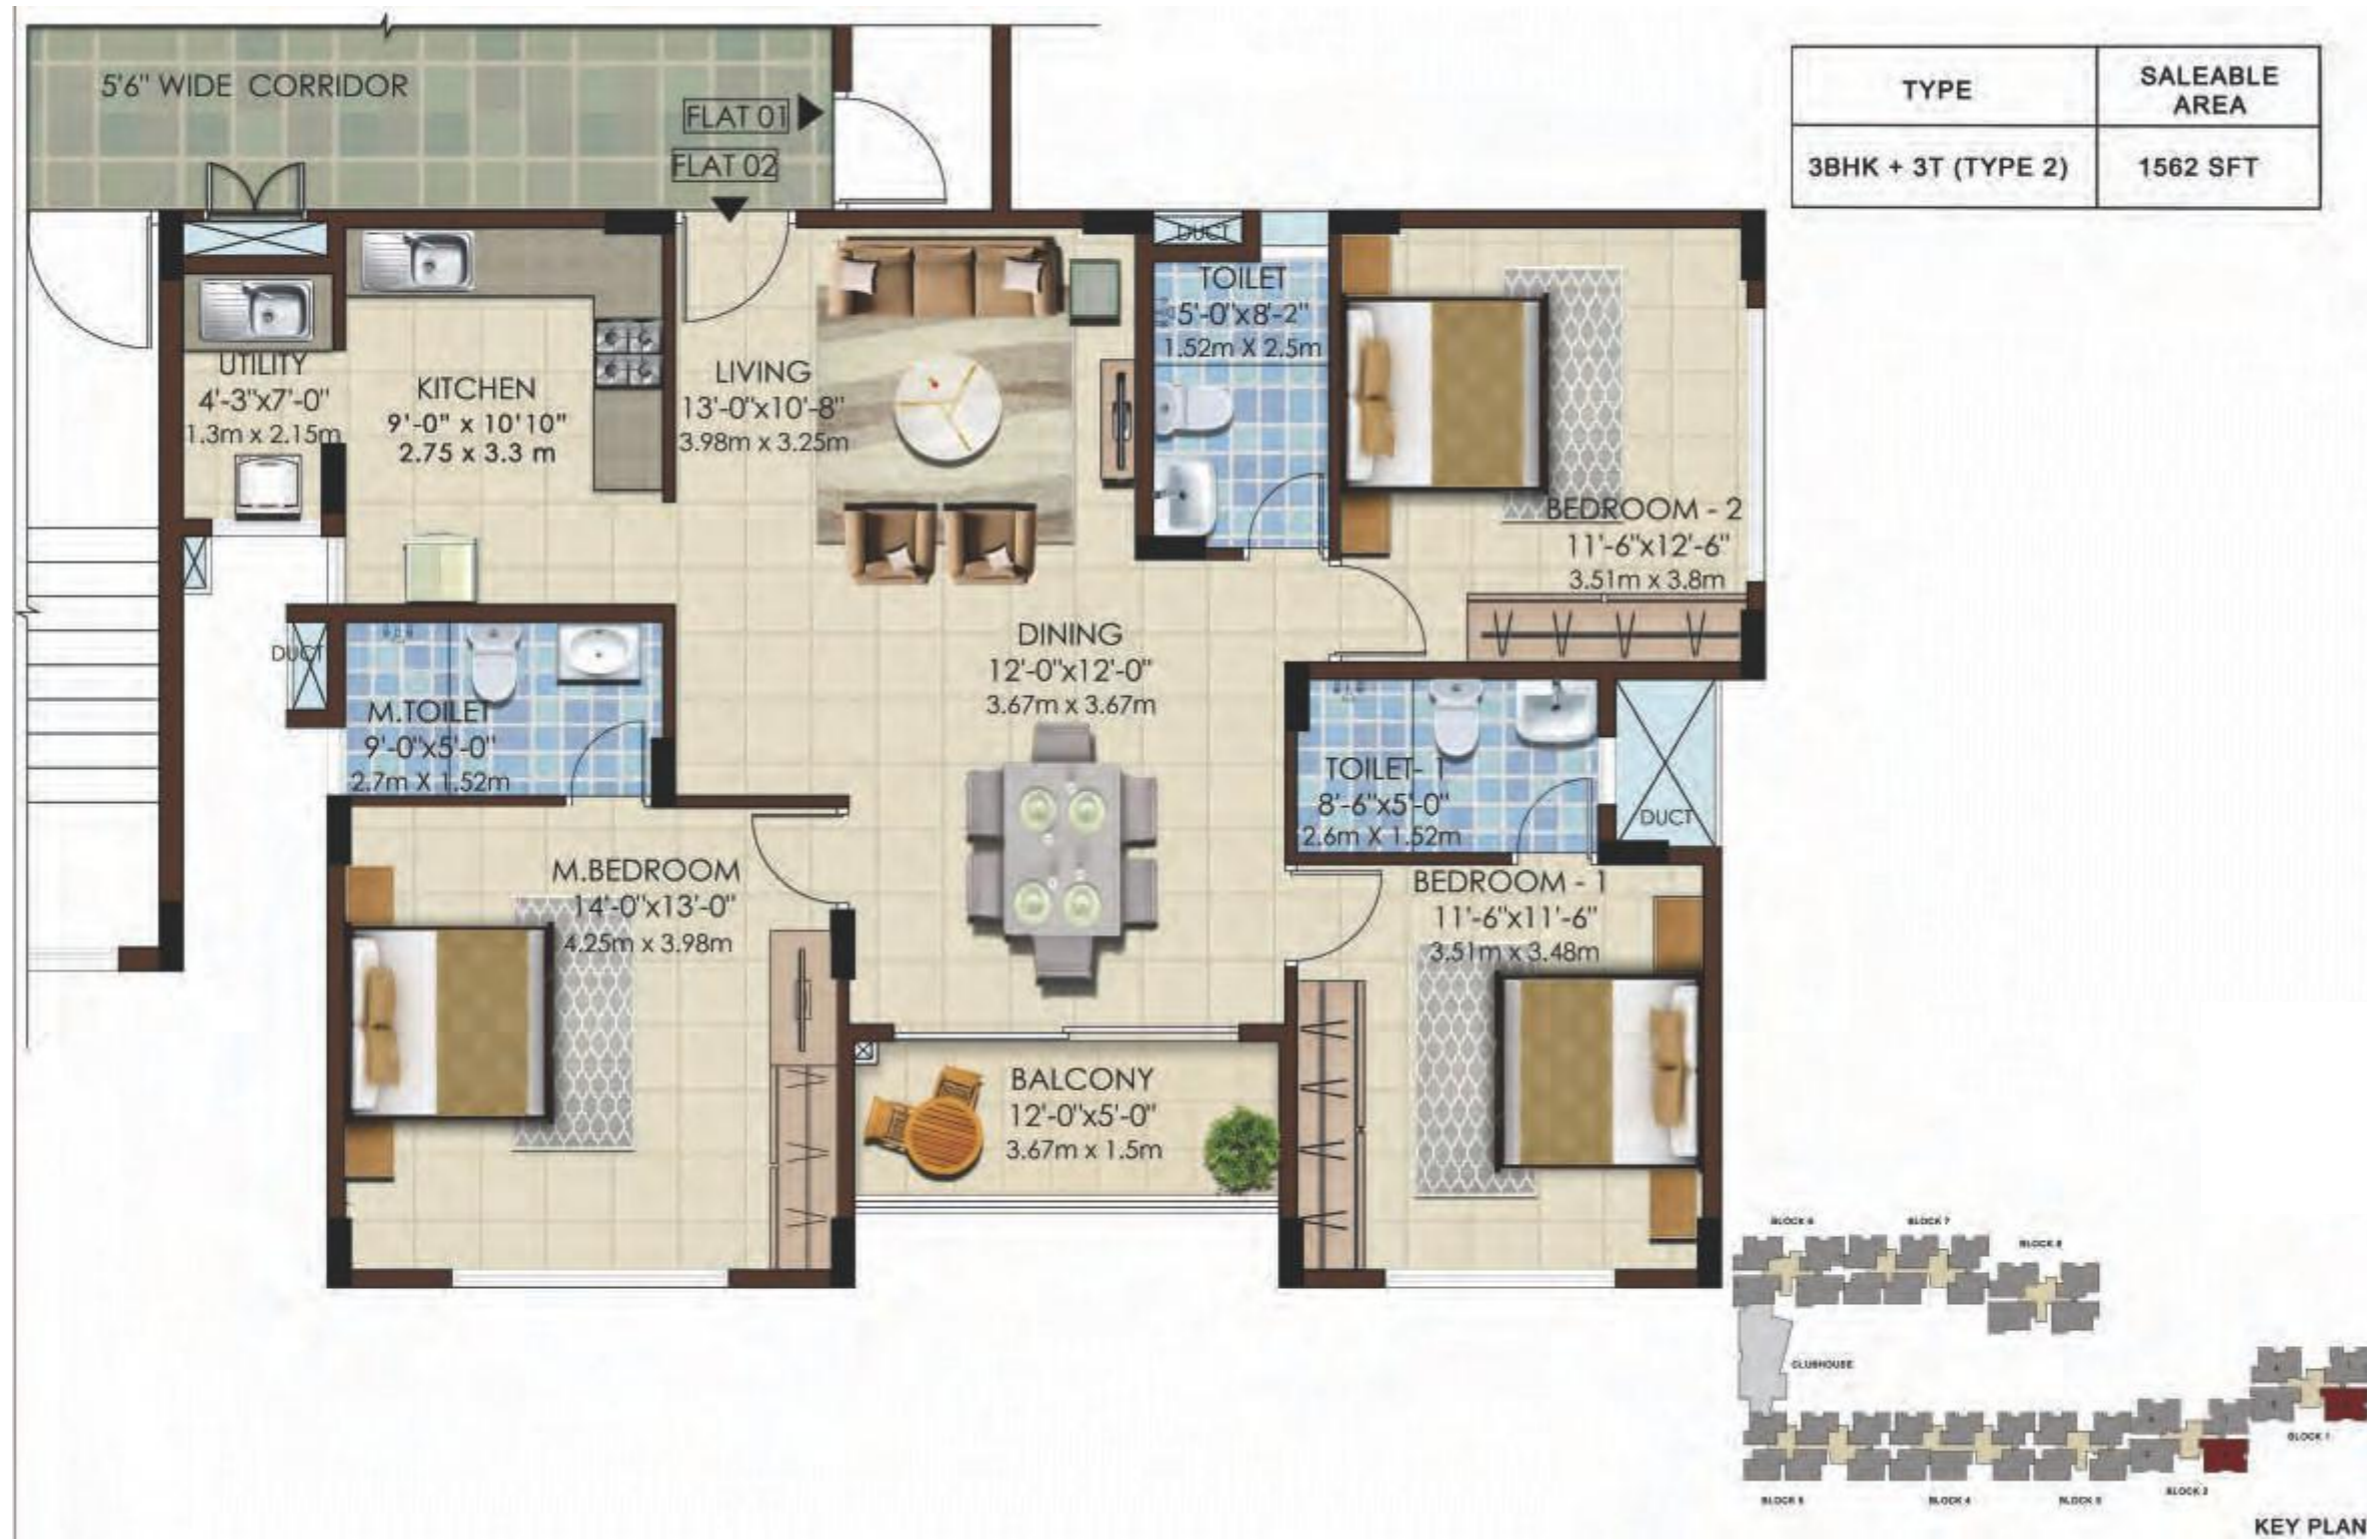 5'6" WIDE CORRIDOR
FLAT 01
FLAT 02
TYPE
SALEABLE
AREA
3BHK + 3T (TYPE 2)
1562 SFT
DUCT
TOILET
5'-0"x8'-2"
1.52m X 2.5m
UTILITY
4'-3"x7'-0"
1.3m x 2.15m
KITCHEN
9'-0" x 10'10"
2.75 x 3.3 m
LIVING
13'-0"x10'-8"
3.98m x 3.25m
BEDROOM - 2
11'-6"x12'-6"
3.51m x 3.8m
DUCT
M.TOILET
9'-0"x5'-0"
2.7m X 1.52m
DINING
12'-0"x12'-0"
3.67m x 3.67m
TOILET- 1
8'-6"x5'-0"
2.6m X 1.52m
DUCT
M.BEDROOM
14'-0"x13'-0"
4.25m x 3.98m
BEDROOM - 1
11'-6"x11'-6"
3.51m x 3.48m
BALCONY
12'-0"x5'-0"
3.67m x 1.5m
BLOCK 6
BLOCK 7
BLOCK 8
CLUBHOUSE
BLOCK 1
BLOCK 2
BLOCK 5
BLOCK 4
KEY PLAN